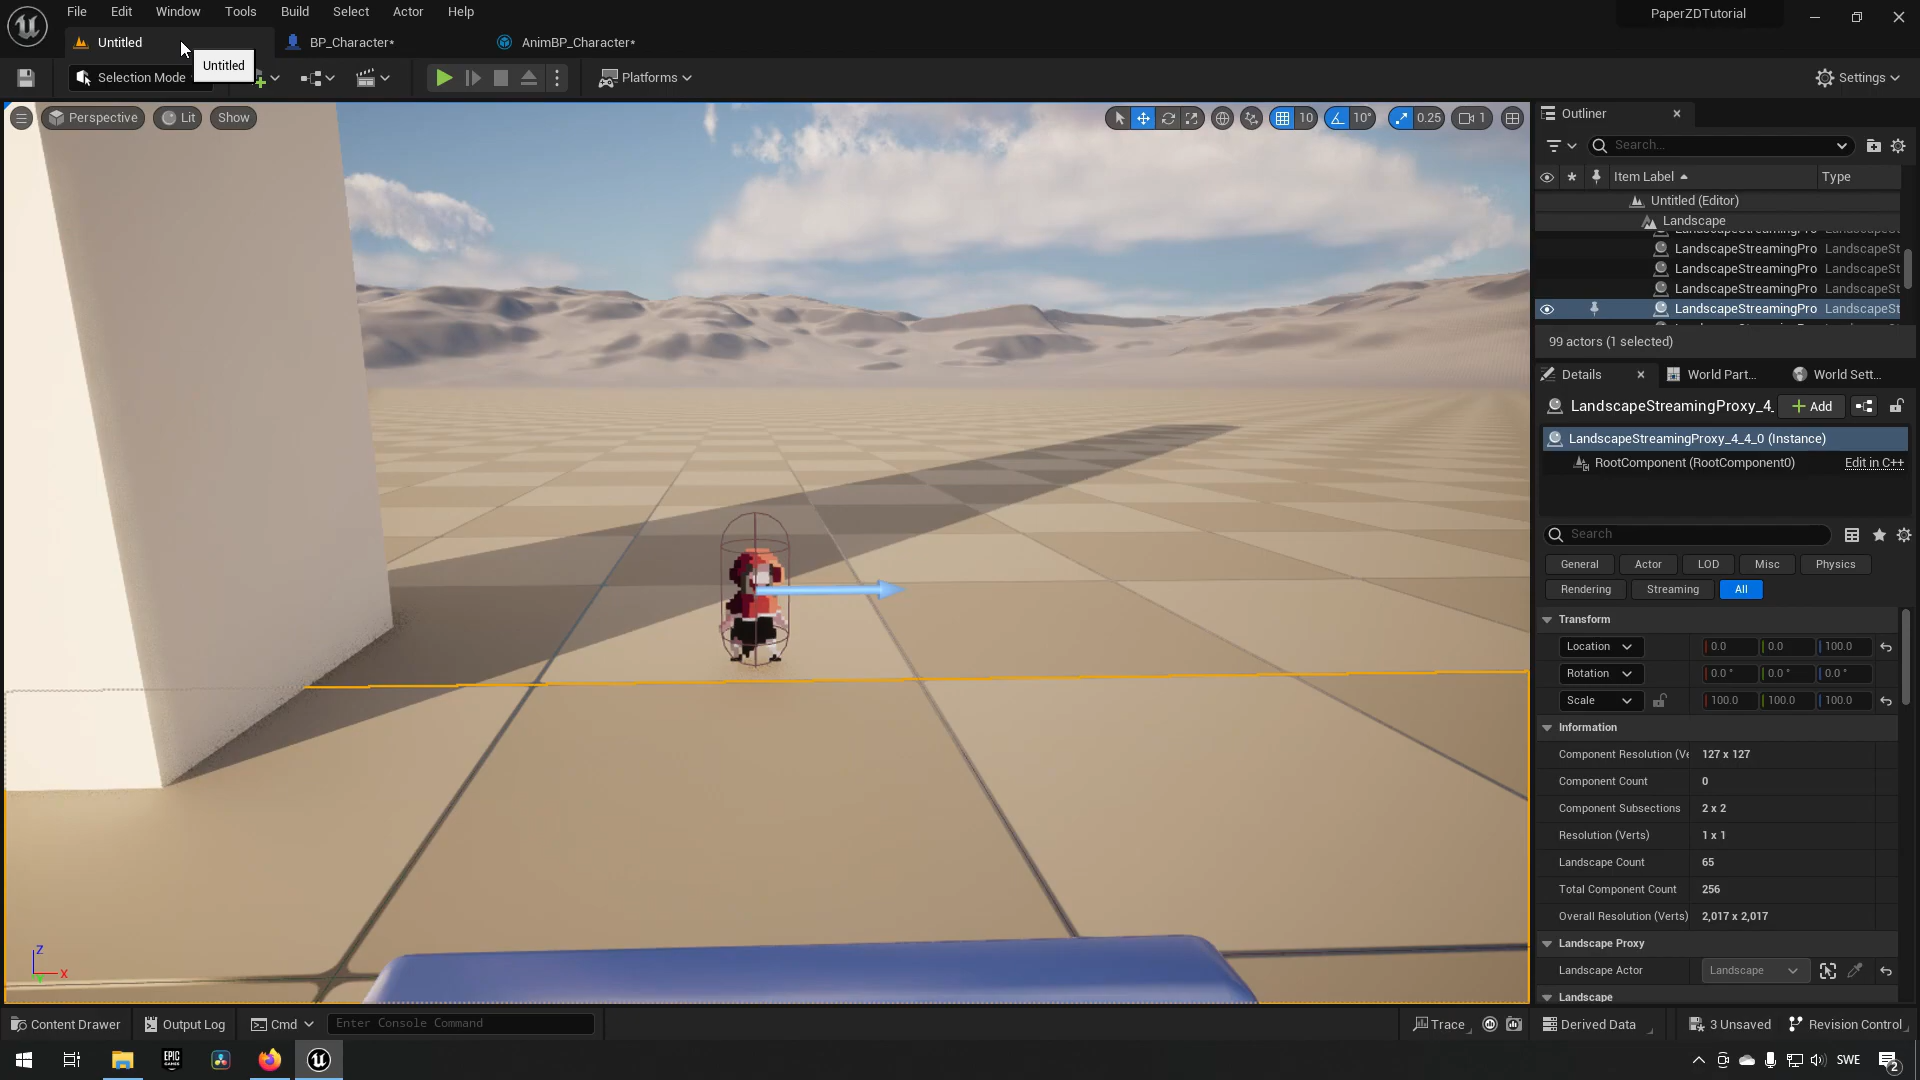 File Edit Window Tools Build Select Actor Help
PaperZDTutorial
Untitled BP_Character* AnimBP_Character*
Untitled
Selection Mode Platforms Settings
Perspective Lit Show 10 10° 0.25 1
Outliner
Search...
Item Label Type
Untitled (Editor)
Landscape
LandscapeStreamingPro LandscapeSt
LandscapeStreamingPro LandscapeSt
LandscapeStreamingPro LandscapeSt
LandscapeStreamingPro LandscapeSt
LandscapeStreamingPro LandscapeSt
99 actors (1 selected)
Details World Part... World Sett...
LandscapeStreamingProxy_4_ Add
LandscapeStreamingProxy_4_4_0 (Instance)
RootComponent (RootComponent0) Edit in C++
Search
General Actor LOD Misc Physics
Rendering Streaming All
Transform
Location 0.0 0.0 100.0
Rotation 0.0 ° 0.0 ° 0.0 °
Scale 100.0 100.0 100.0
Information
Component Resolution (Ve 127 x 127
Component Count 0
Component Subsections 2 x 2
Resolution (Verts) 1 x 1
Landscape Count 65
Total Component Count 256
Overall Resolution (Verts) 2,017 x 2,017
Landscape Proxy
Landscape Actor Landscape
Landscape
Z
X
Content Drawer Output Log Cmd Enter Console Command Trace Derived Data 3 Unsaved Revision Control
EPIC GAMES SWE 2